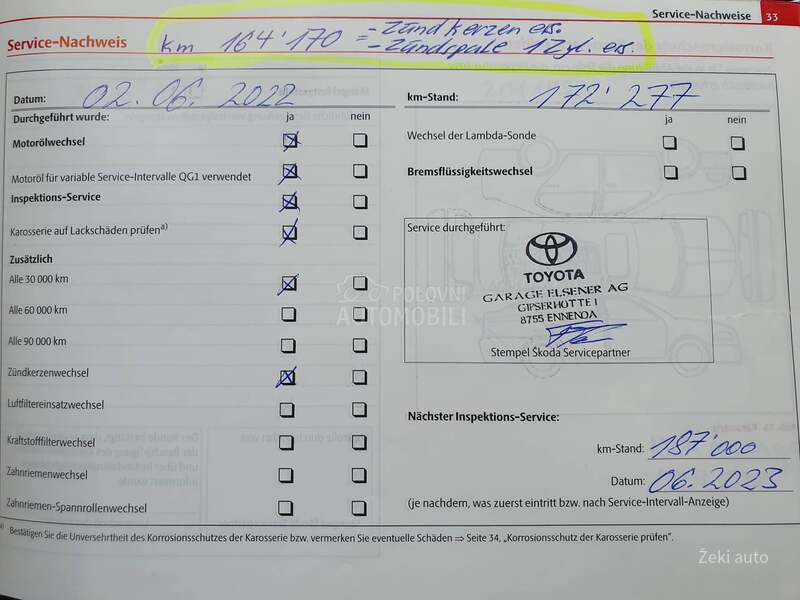 Service-Nachweise 33
Service-Nachweis km 164'170 = - Zündkerzen ers.
- Zündspule 1 Zyl. ers.
Datum: 02.06.2022
km-Stand: 172'277
Durchgeführt wurde: ja nein
ja nein
Motorölwechsel
Wechsel der Lambda-Sonde
Motoröl für variable Service-Intervalle QG1 verwendet
Bremsflüssigkeitswechsel
Inspektions-Service
Karosserie auf Lackschäden prüfen a)
Service durchgeführt:
TOYOTA
GARAGE ELSENER AG
GIPSERHÜTTE 1
8755 ENNENDA
Stempel Škoda Servicepartner
Zusätzlich
Alle 30 000 km
Alle 60 000 km
Alle 90 000 km
Zündkerzenwechsel
Luftfiltereinsatzwechsel
Kraftstofffilterwechsel
Zahnriemenwechsel
Zahnriemen-Spannrollenwechsel
Nächster Inspektions-Service:
km-Stand: 187'000
Datum: 06.2023
(je nachdem, was zuerst eintritt bzw. nach Service-Intervall-Anzeige)
a) Bestätigen Sie die Unversehrtheit des Korrosionsschutzes der Karosserie bzw. vermerken Sie eventuelle Schäden ⇒ Seite 34, „Korrosionsschutz der Karosserie prüfen".
POLOVNI
AUTOMOBILI
Žeki auto